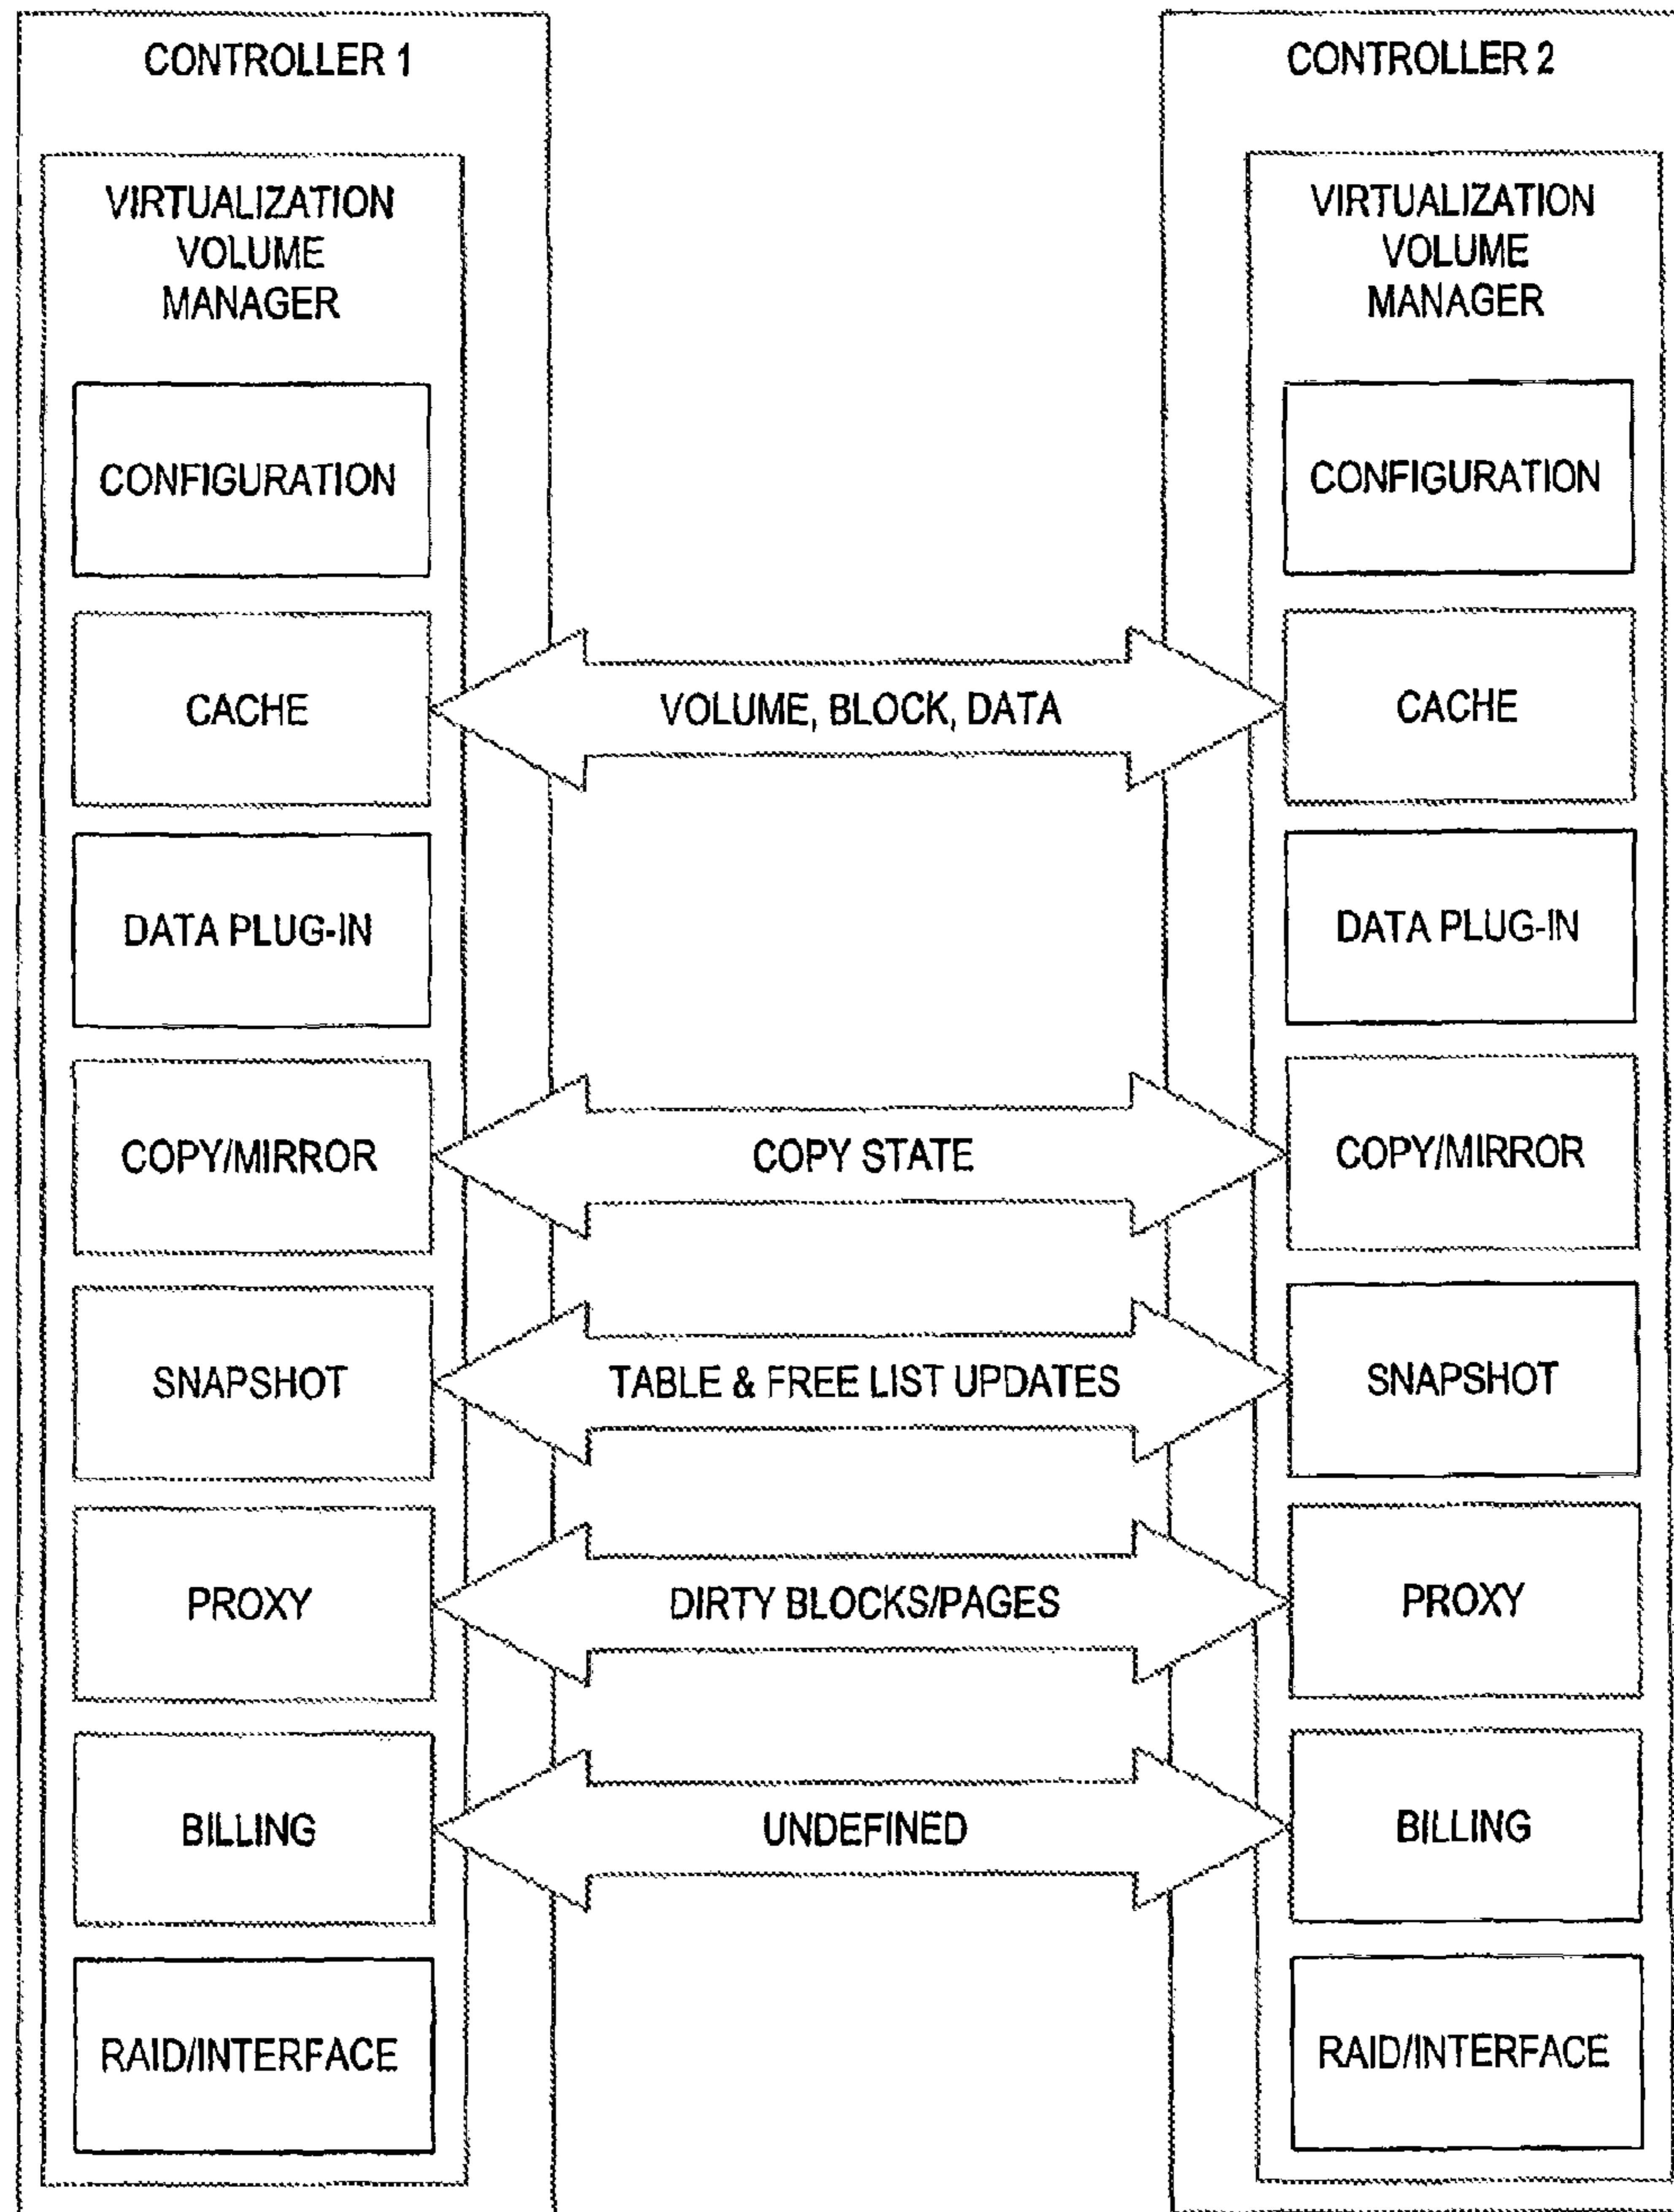 CONTROLLER 1
CONTROLLER 2
VIRTUALIZATION
VOLUME
MANAGER
VIRTUALIZATION
VOLUME
MANAGER
CONFIGURATION
CONFIGURATION
CACHE
VOLUME, BLOCK, DATA
CACHE
DATA PLUG-IN
DATA PLUG-IN
COPY/MIRROR
COPY STATE
COPY/MIRROR
SNAPSHOT
TABLE & FREE LIST UPDATES
SNAPSHOT
PROXY
DIRTY BLOCKS/PAGES
PROXY
BILLING
UNDEFINED
BILLING
RAID/INTERFACE
RAID/INTERFACE